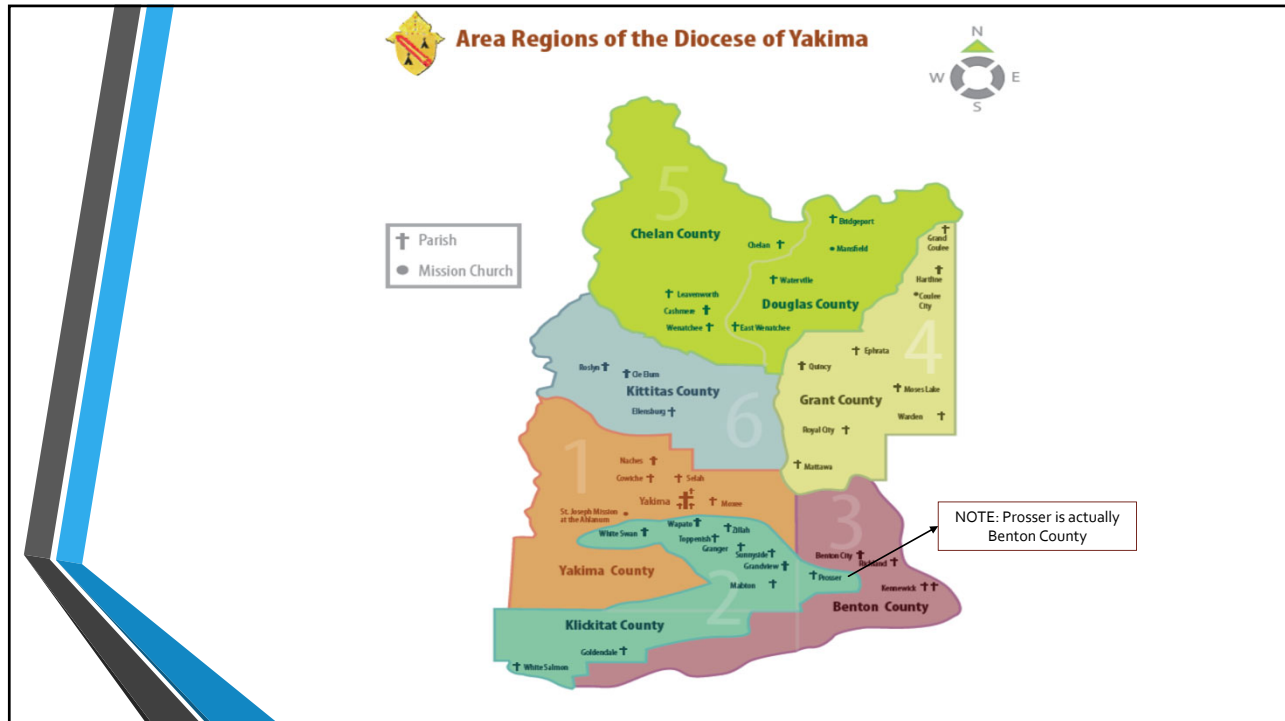 Area Regions of the Diocese of Yakima
N
W
E
S
Parish
Mission Church
5
Chelan County
Bridgeport
Chelan
Mansfield
Grand
Coulee
Hartline
Coulee
City
Waterville
Leavenworth
Douglas County
Cashmere
Wenatchee
East Wenatchee
4
Ephrata
Quincy
Roslyn
Cle Elum
Kittitas County
Moses Lake
Grant County
Ellensburg
Warden
6
Royal City
1
Mattawa
Naches
Cowiche
Selah
Yakima
Moxee
St. Joseph Mission
at the Ahtanum
3
NOTE: Prosser is actually
Benton County
White Swan
Wapato
Zillah
Toppenish
Granger
Sunnyside
Grandview
Benton City
Richland
Yakima County
Prosser
Mabton
Kennewick
2
Benton County
Klickitat County
Goldendale
White Salmon